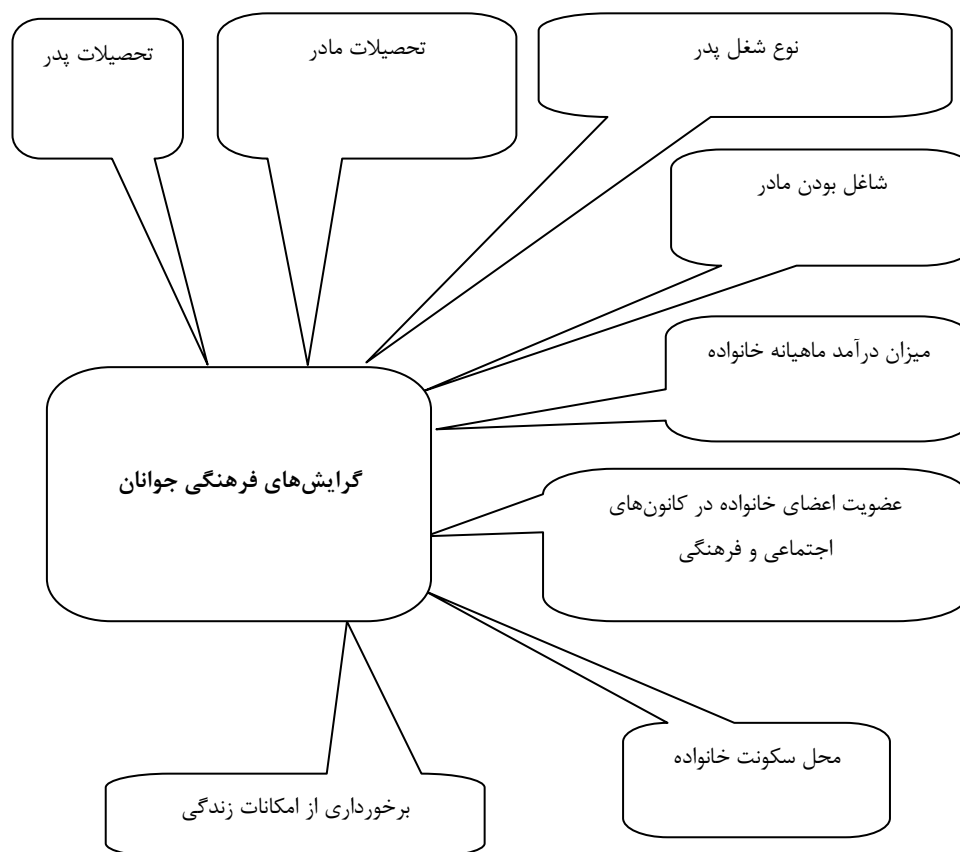 نوع شغل پدر
تحصیلات مادر
تحصیلات پدر
شاغل بودن مادر
میزان درآمد ماهیانه خانواده
گرایش‌های فرهنگی جوانان
عضویت اعضای خانواده در کانون‌های
اجتماعی و فرهنگی
محل سکونت خانواده
برخورداری از امکانات زندگی